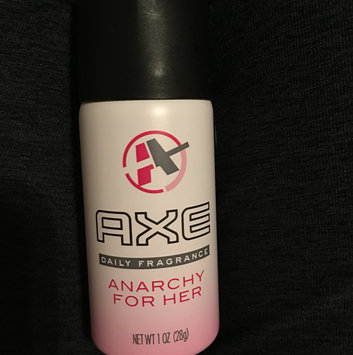 AXE
DAILY FRAGRANCE
ANARCHY
FOR HER
NET WT 1 OZ (28g)